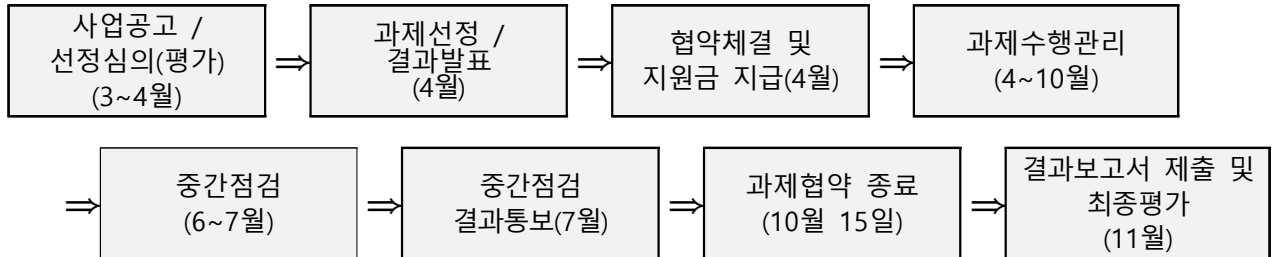 사업공고 /
선정심의(평가)
(3~4월)
⇒
과제선정 /
결과발표
(4월)
⇒
협약체결 및
지원금 지급(4월)
⇒
과제수행관리
(4~10월)
⇒
중간점검
(6~7월)
⇒
중간점검
결과통보(7월)
⇒
과제협약 종료
(10월 15일)
⇒
결과보고서 제출 및
최종평가
(11월)